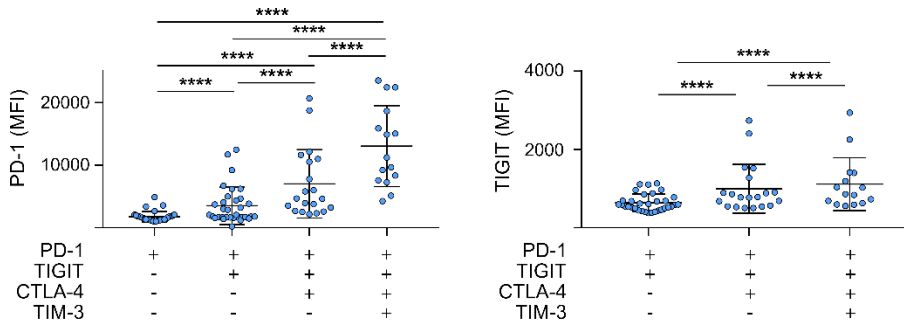 ****
****
****
****
****
****
20000
10000
PD-1 (MFI)
PD-1 + + + +
TIGIT - + + +
CTLA-4 - - + +
TIM-3 - - - +
****
****
****
4000
2000
TIGIT (MFI)
PD-1 + + +
TIGIT + + +
CTLA-4 - + +
TIM-3 - - +